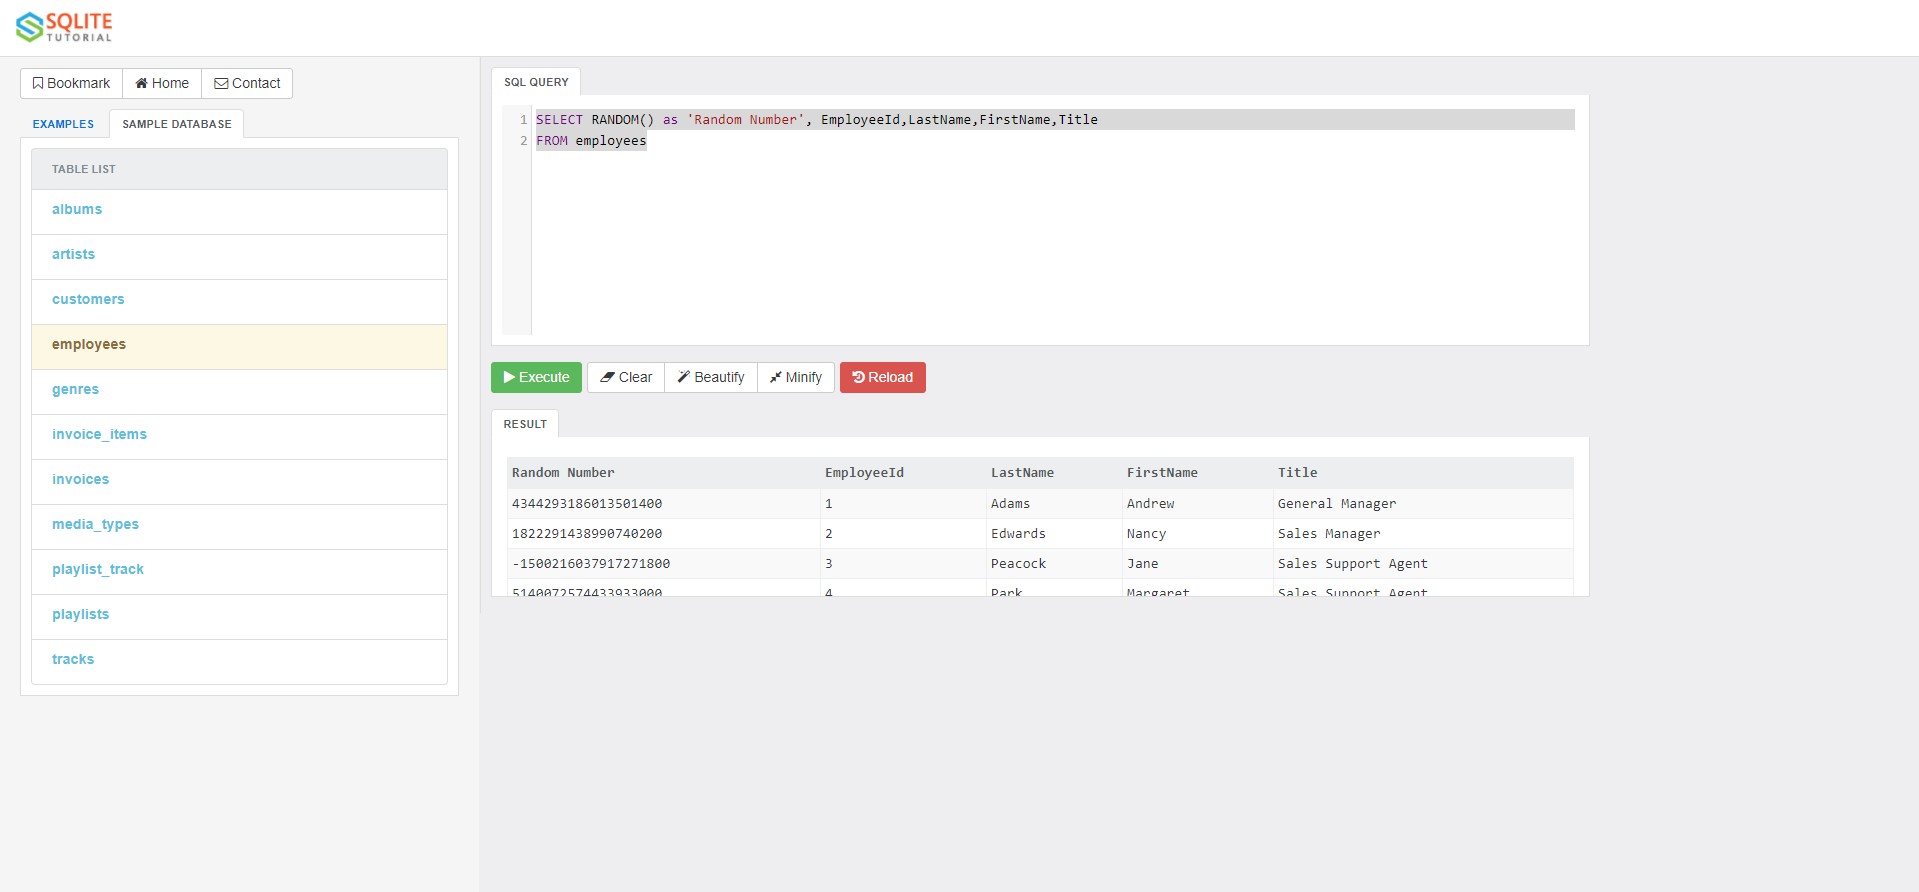 SQLITE
TUTORIAL
Bookmark Home Contact
EXAMPLES SAMPLE DATABASE
TABLE LIST
albums
artists
customers
employees
genres
invoice_items
invoices
media_types
playlist_track
playlists
tracks
SQL QUERY
1 SELECT RANDOM() as 'Random Number', EmployeeId,LastName,FirstName,Title
2 FROM employees
Execute Clear Beautify Minify Reload
RESULT
Random Number EmployeeId LastName FirstName Title
4344293186013501400 1 Adams Andrew General Manager
1822291438990740200 2 Edwards Nancy Sales Manager
-1500216037917271800 3 Peacock Jane Sales Support Agent
5140072574433933000 4 Park Margaret Sales Support Agent